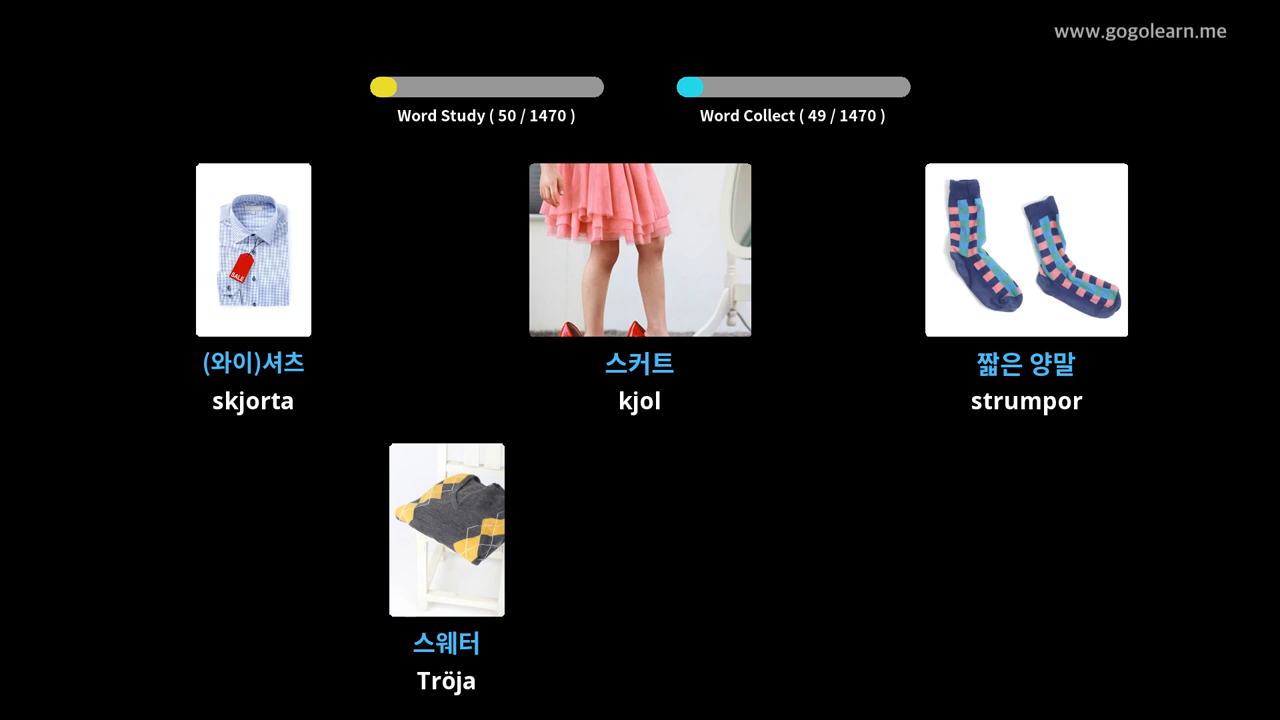 www.gogolearn.me
Word Study ( 50 / 1470 )
Word Collect ( 49 / 1470 )
SALE
(와이)셔츠
skjorta
스커트
kjol
짧은 양말
strumpor
스웨터
Tröja